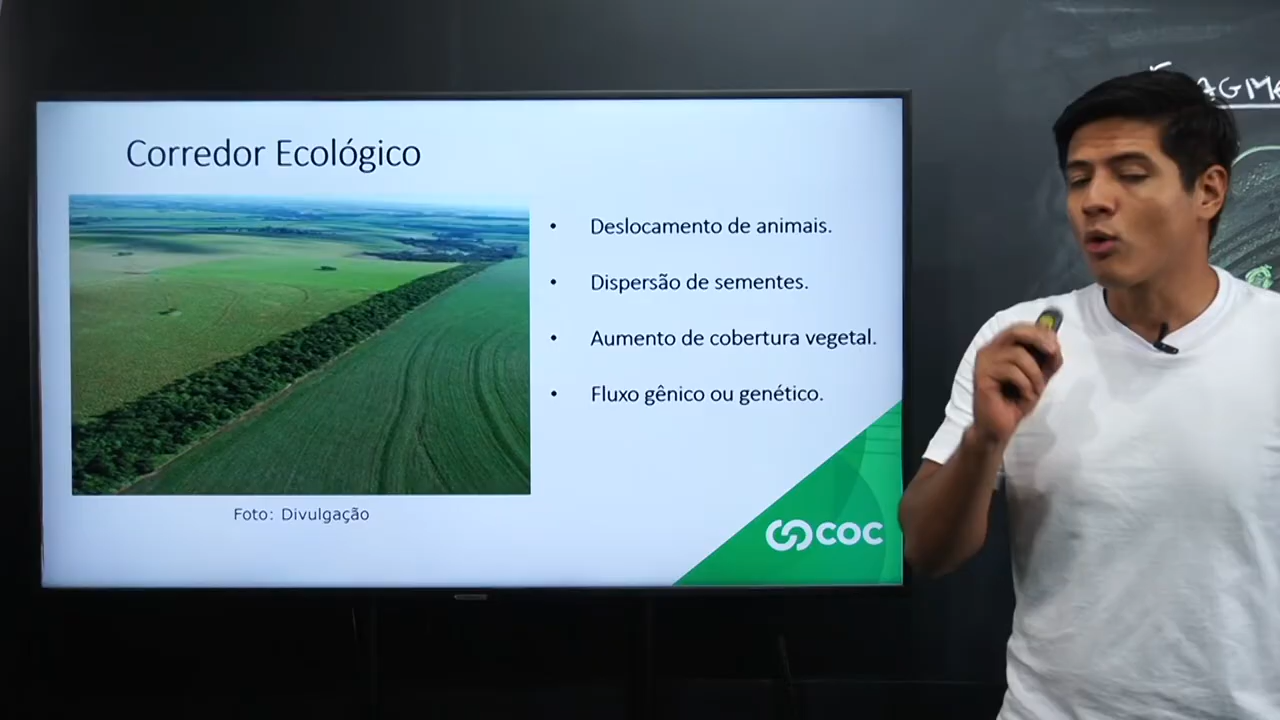 Corredor Ecológico
• Deslocamento de animais.
• Dispersão de sementes.
• Aumento de cobertura vegetal.
• Fluxo gênico ou genético.
Foto: Divulgação
COC